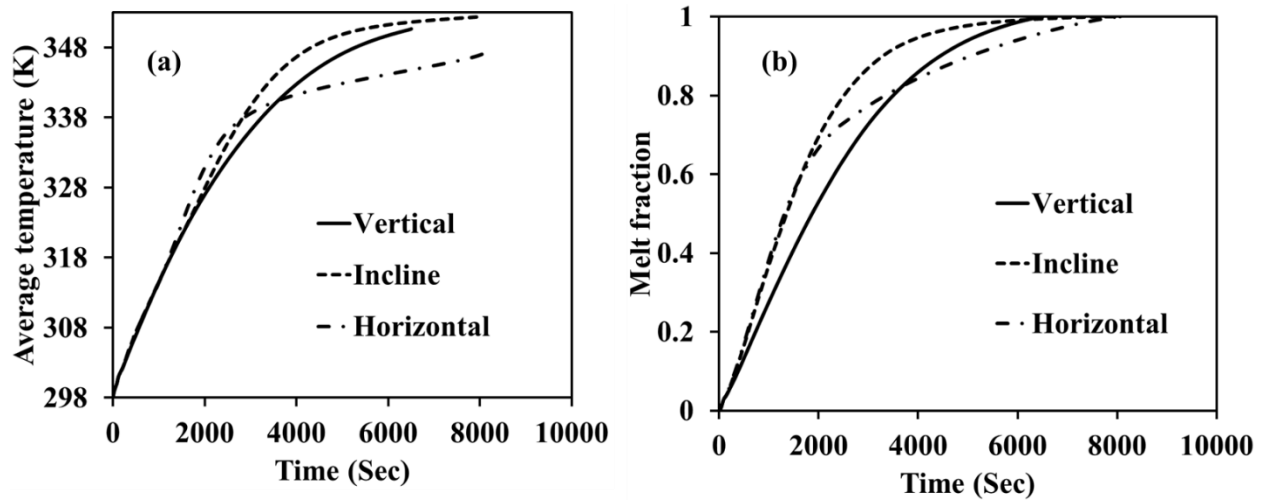 (a)
Average temperature (K)
348
338
328
318
308
298
Vertical
Incline
Horizontal
0 2000 4000 6000 8000 10000
Time (Sec)
(b)
Melt fraction
1
0.8
0.6
0.4
0.2
0
Vertical
Incline
Horizontal
0 2000 4000 6000 8000 10000
Time (Sec)